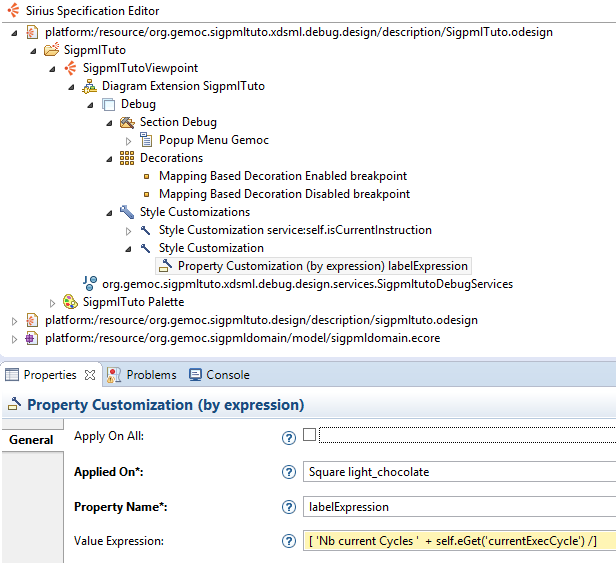 Sirius Specification Editor
platform:/resource/org.gemoc.sigpmltuto.xdsml.debug.design/description/SigpmlTuto.odesign
SigpmlTuto
SigpmlTutoViewpoint
Diagram Extension SigpmlTuto
Debug
Section Debug
Popup Menu Gemoc
Decorations
Mapping Based Decoration Enabled breakpoint
Mapping Based Decoration Disabled breakpoint
Style Customizations
Style Customization service:self.isCurrentInstruction
Style Customization
Property Customization (by expression) labelExpression
org.gemoc.sigpmltuto.xdsml.debug.design.services.SigpmltutoDebugServices
SigpmlTuto Palette
platform:/resource/org.gemoc.sigpmltuto.design/description/sigpmltuto.odesign
platform:/resource/org.gemoc.sigpmldomain/model/sigpmldomain.ecore
Properties Problems Console
Property Customization (by expression)
General
Apply On All: ?
Applied On*: ? Square light_chocolate
Property Name*: ? labelExpression
Value Expression: ? [ 'Nb current Cycles ' + self.eGet('currentExecCycle') /]